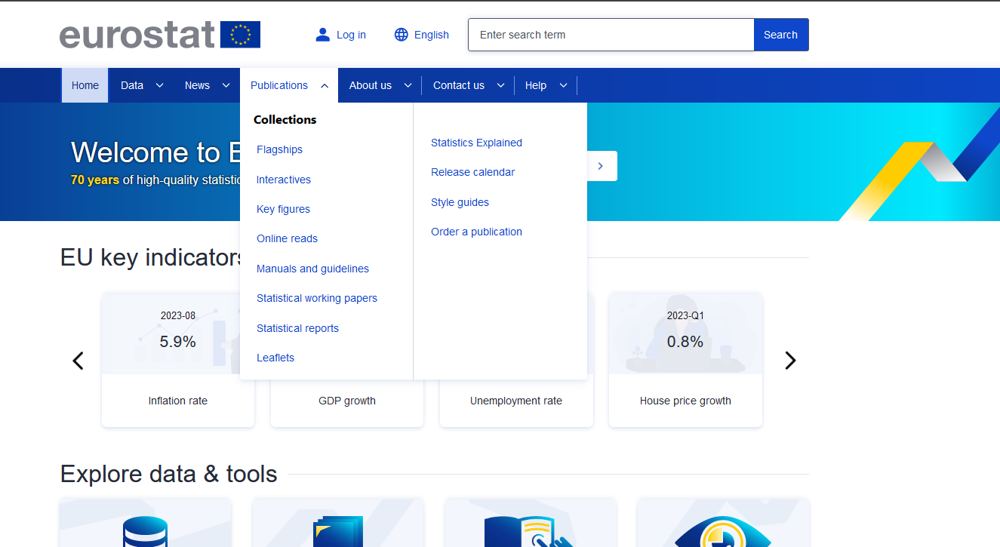 eurostat
Log in
English
Enter search term
Search
Home
Data
News
Publications
About us
Contact us
Help
Collections
Flagships
Interactives
Key figures
Online reads
Manuals and guidelines
Statistical working papers
Statistical reports
Leaflets
Statistics Explained
Release calendar
Style guides
Order a publication
Welcome to E
70 years of high-quality statistic
EU key indicators
2023-08
5.9%
Inflation rate
GDP growth
Unemployment rate
2023-Q1
0.8%
House price growth
Explore data & tools